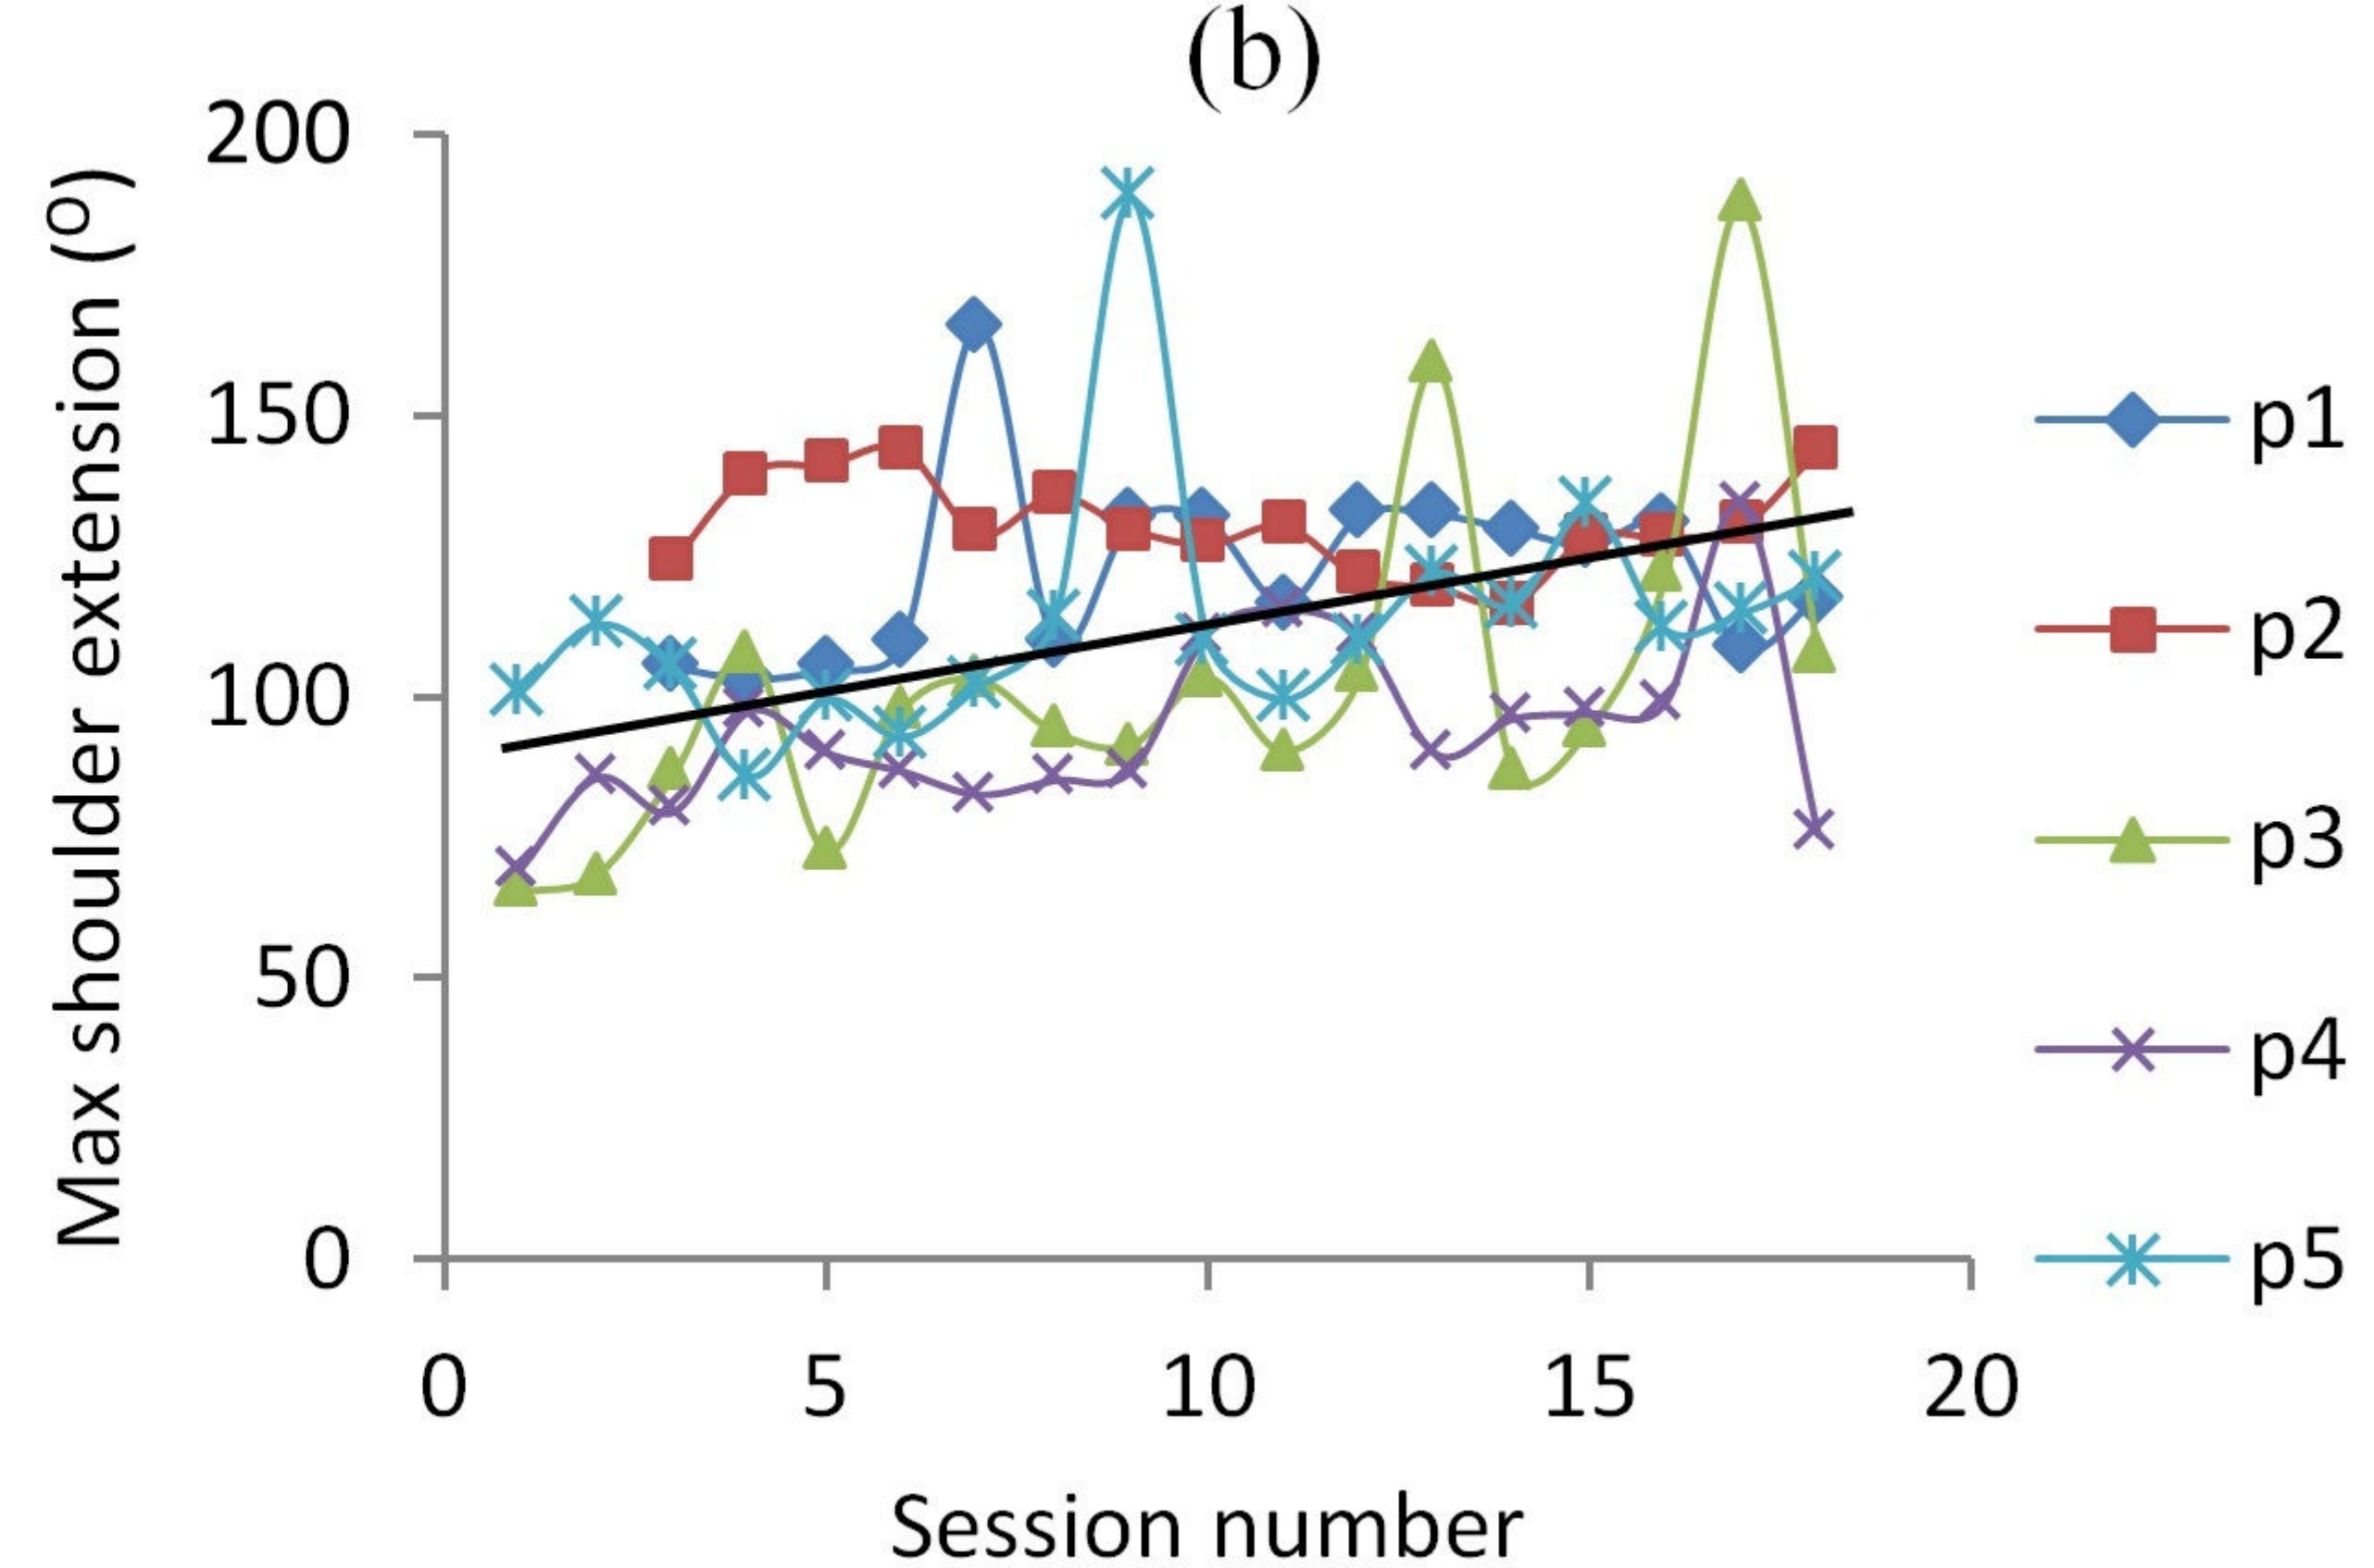 (b)
Max shoulder extension (º)
200
150
100
50
0
0 5 10 15 20
Session number
p1
p2
p3
p4
p5